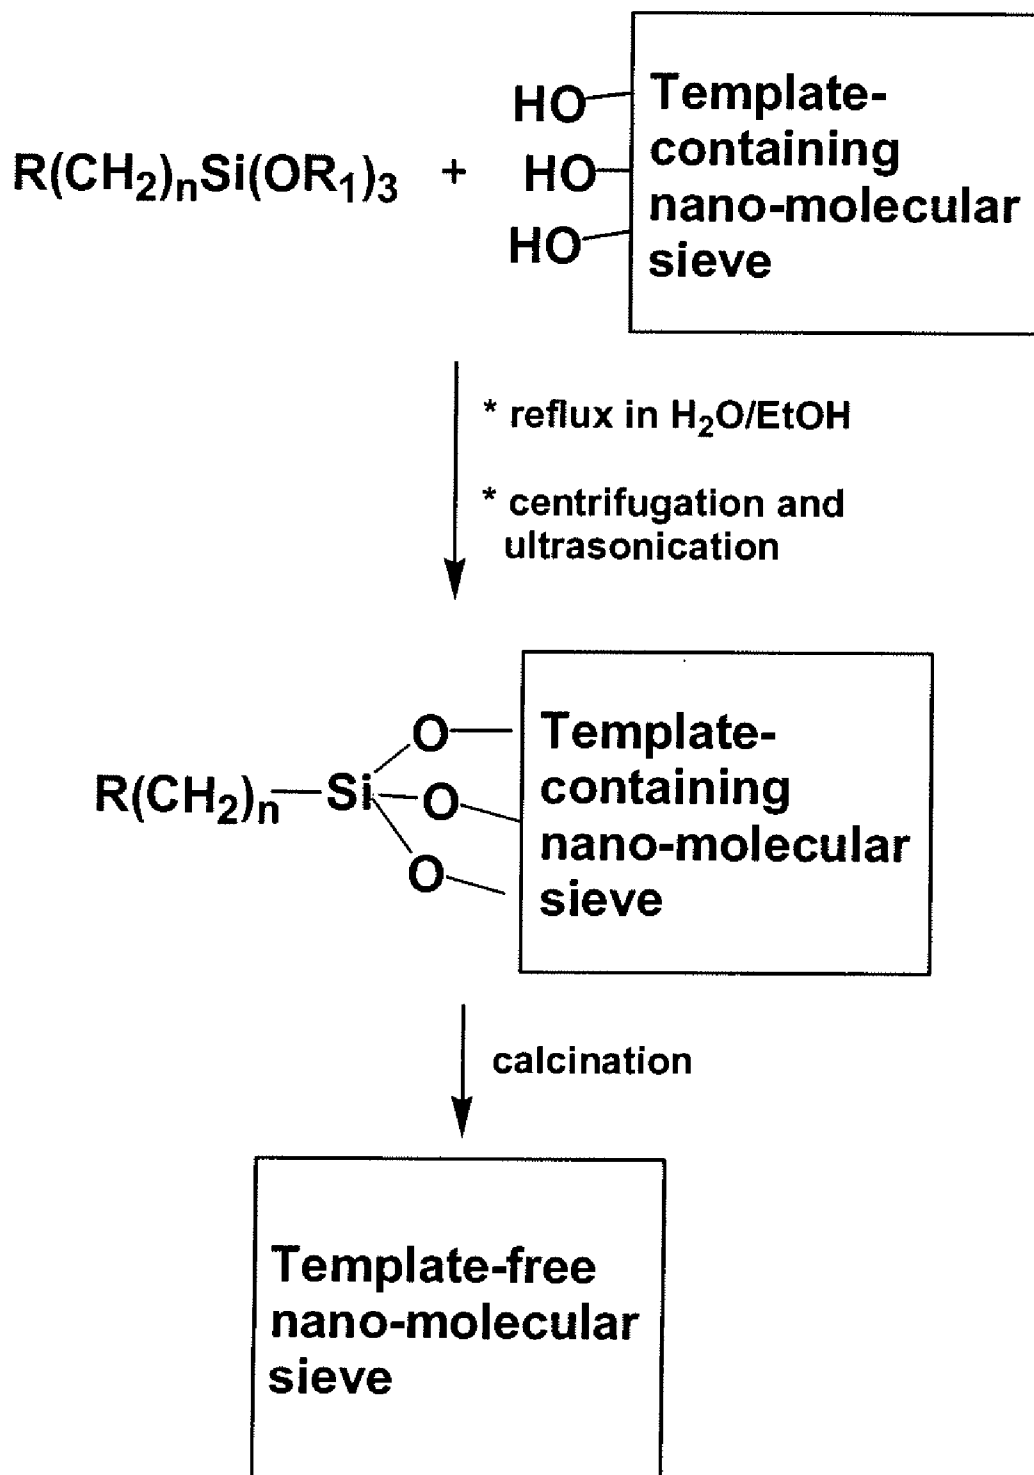 R(CH₂)ₙSi(OR₁)₃ +
HO
HO
HO
Template-
containing
nano-molecular
sieve
* reflux in H₂O/EtOH
* centrifugation and
ultrasonication
R(CH₂)ₙ—Si
O
O
O
Template-
containing
nano-molecular
sieve
calcination
Template-free
nano-molecular
sieve